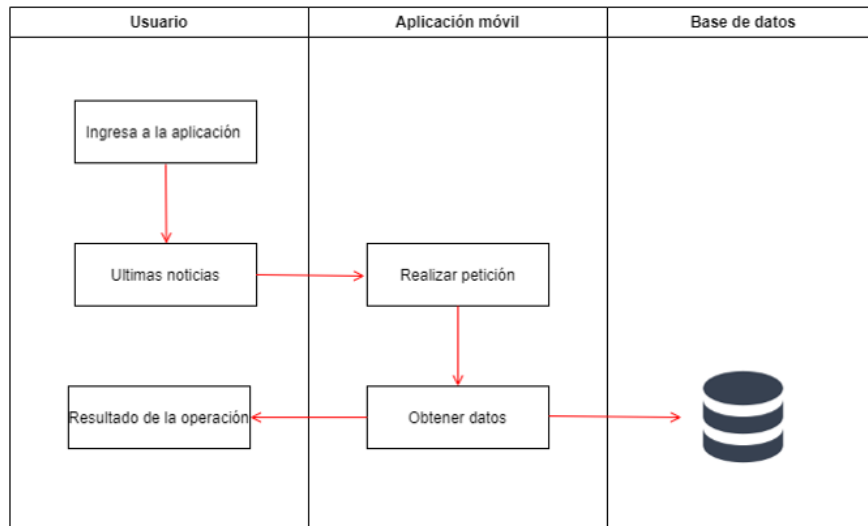 Usuario
Aplicación móvil
Base de datos
Ingresa a la aplicación
Ultimas noticias
Realizar petición
Resultado de la operación
Obtener datos